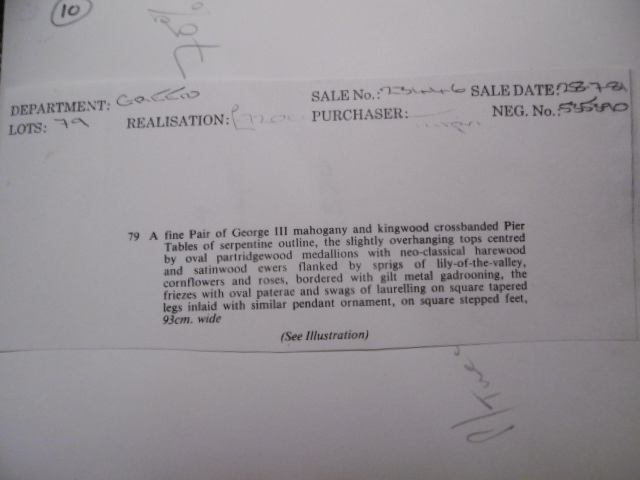 10
DEPARTMENT:
SALE No.: SALE DATE: 23-7-81
LOTS: 79 REALISATION: PURCHASER: NEG. No.:
79 A fine Pair of George III mahogany and kingwood crossbanded Pier
Tables of serpentine outline, the slightly overhanging tops centred
by oval partridgewood medallions with neo-classical harewood
and satinwood ewers flanked by sprigs of lily-of-the-valley,
cornflowers and roses, bordered with gilt metal gadrooning, the
friezes with oval paterae and swags of laurelling on square tapered
legs inlaid with similar pendant ornament, on square stepped feet,
93cm. wide
(See Illustration)